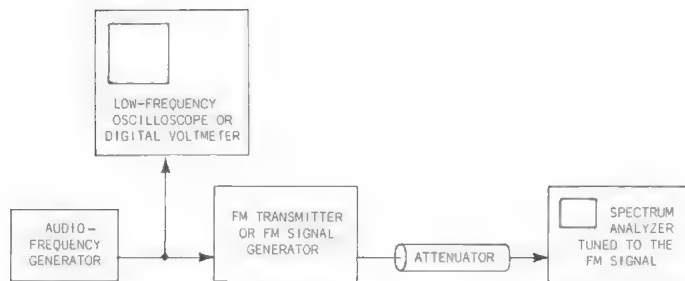 LOW-FREQUENCY
OSCILLOSCOPE OR
DIGITAL VOLTMETER
AUDIO-
FREQUENCY
GENERATOR
FM TRANSMITTER
OR FM SIGNAL
GENERATOR
ATTENUATOR
SPECTRUM
ANALYZER
TUNED TO THE
FM SIGNAL